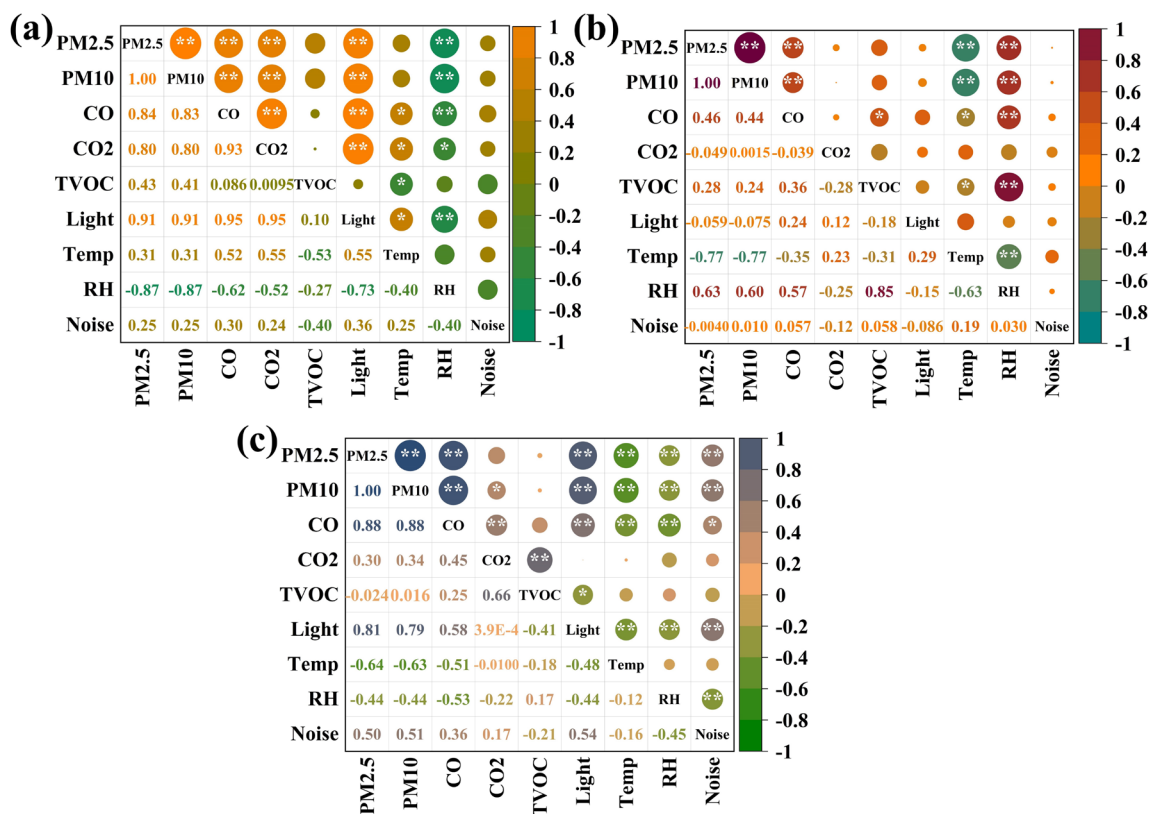 (a)
PM2.5 PM2.5 ** ** ** ** **
PM10 1.00 PM10 ** ** ** **
CO 0.84 0.83 CO ** ** * **
CO2 0.80 0.80 0.93 CO2 ** * *
TVOC 0.43 0.41 0.086 0.0095 TVOC *
Light 0.91 0.91 0.95 0.95 0.10 Light * **
Temp 0.31 0.31 0.52 0.55 -0.53 0.55 Temp
RH -0.87 -0.87 -0.62 -0.52 -0.27 -0.73 -0.40 RH
Noise 0.25 0.25 0.30 0.24 -0.40 0.36 0.25 -0.40 Noise
PM2.5 PM10 CO CO2 TVOC Light Temp RH Noise
1
0.8
0.6
0.4
0.2
0
-0.2
-0.4
-0.6
-0.8
-1
(b)
PM2.5 PM2.5 ** ** ** **
PM10 1.00 PM10 ** ** **
CO 0.46 0.44 CO * * **
CO2 -0.049 0.0015 -0.039 CO2
TVOC 0.28 0.24 0.36 -0.28 TVOC * **
Light -0.059 -0.075 0.24 0.12 -0.18 Light
Temp -0.77 -0.77 -0.35 0.23 -0.31 0.29 Temp **
RH 0.63 0.60 0.57 -0.25 0.85 -0.15 -0.63 RH
Noise -0.0040 0.010 0.057 -0.12 0.058 -0.086 0.19 0.030 Noise
PM2.5 PM10 CO CO2 TVOC Light Temp RH Noise
1
0.8
0.6
0.4
0.2
0
-0.2
-0.4
-0.6
-0.8
-1
(c)
PM2.5 PM2.5 ** ** ** ** ** **
PM10 1.00 PM10 ** * ** ** ** **
CO 0.88 0.88 CO ** ** ** ** *
CO2 0.30 0.34 0.45 CO2 **
TVOC -0.024 0.016 0.25 0.66 TVOC *
Light 0.81 0.79 0.58 3.9E-4 -0.41 Light ** ** **
Temp -0.64 -0.63 -0.51 -0.0100 -0.18 -0.48 Temp
RH -0.44 -0.44 -0.53 -0.22 0.17 -0.44 -0.12 RH **
Noise 0.50 0.51 0.36 0.17 -0.21 0.54 -0.16 -0.45 Noise
PM2.5 PM10 CO CO2 TVOC Light Temp RH Noise
1
0.8
0.6
0.4
0.2
0
-0.2
-0.4
-0.6
-0.8
-1